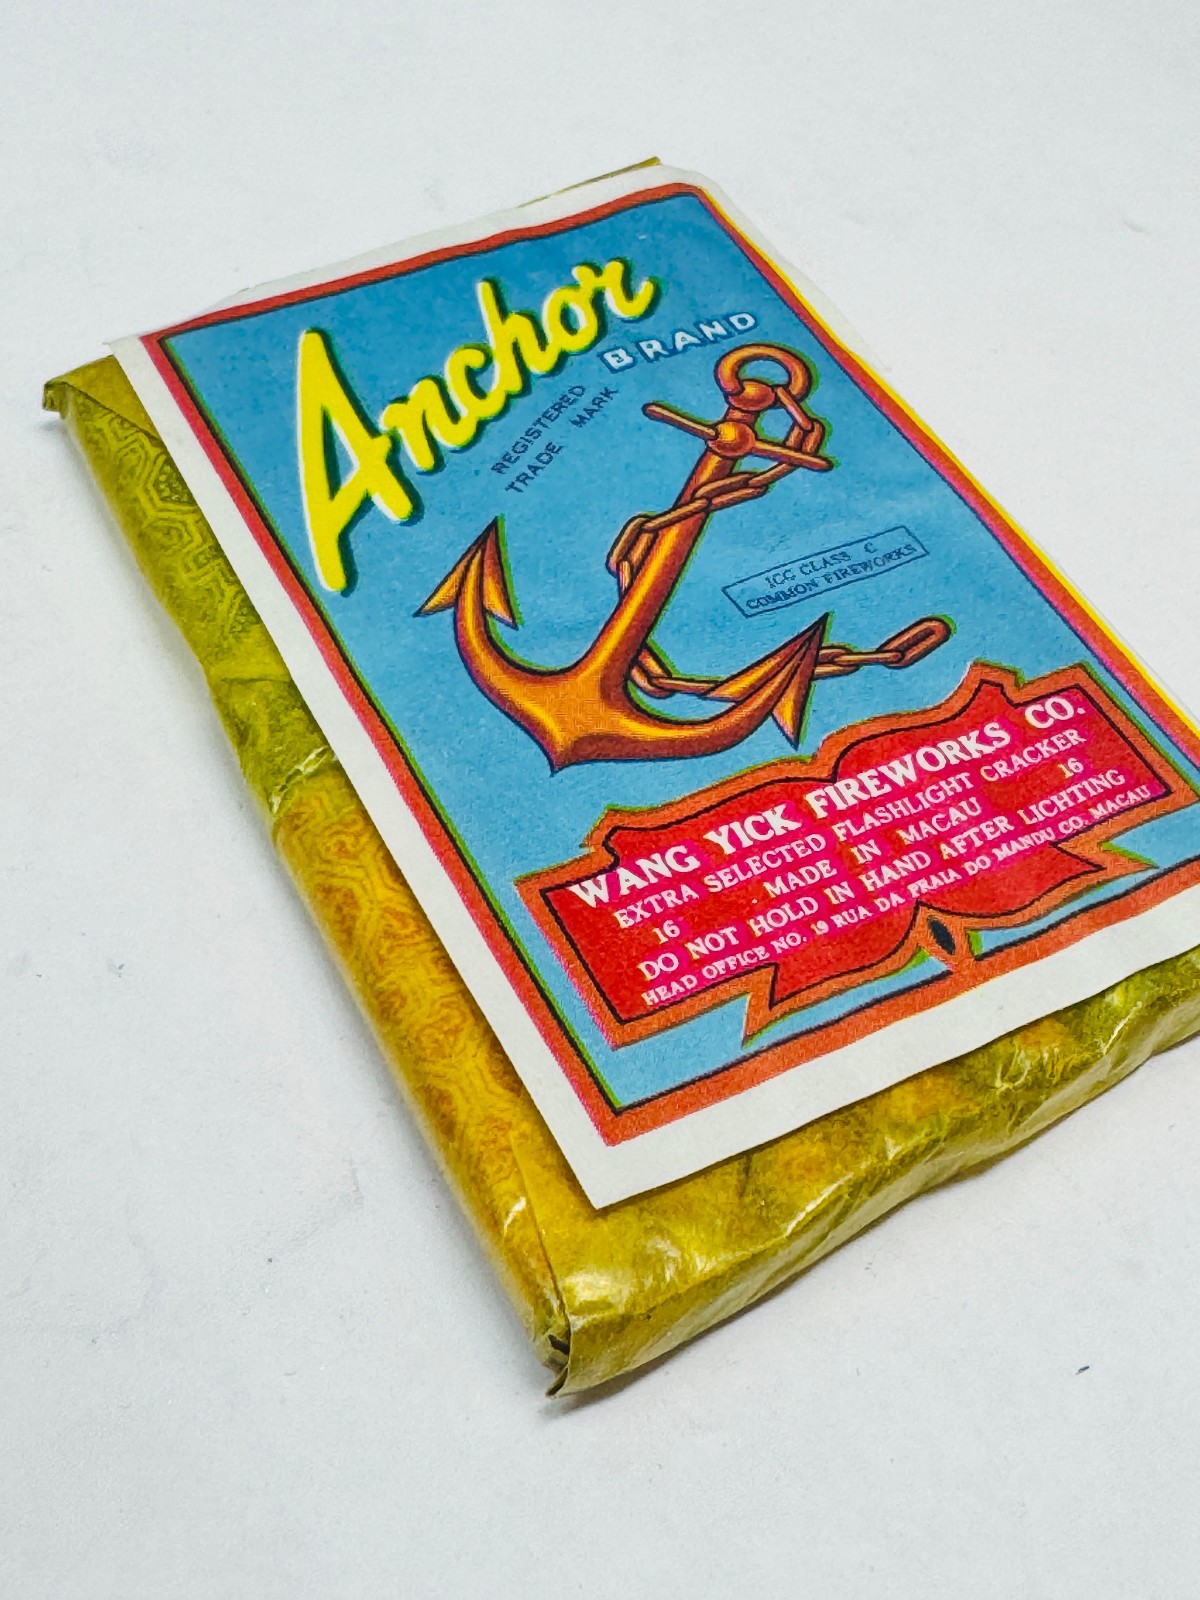 Anchor
BRAND
REGISTERED
TRADE MARK
ICC CLASS C
COMMON FIREWORKS
WANG YICK FIREWORKS CO.
EXTRA SELECTED FLASHLIGHT CRACKER
16 MADE IN MACAU 16
DO NOT HOLD IN HAND AFTER LICHTING
HEAD OFFICE NO. 19 RUA DA PRAIA DO MANDU CO. MACAU